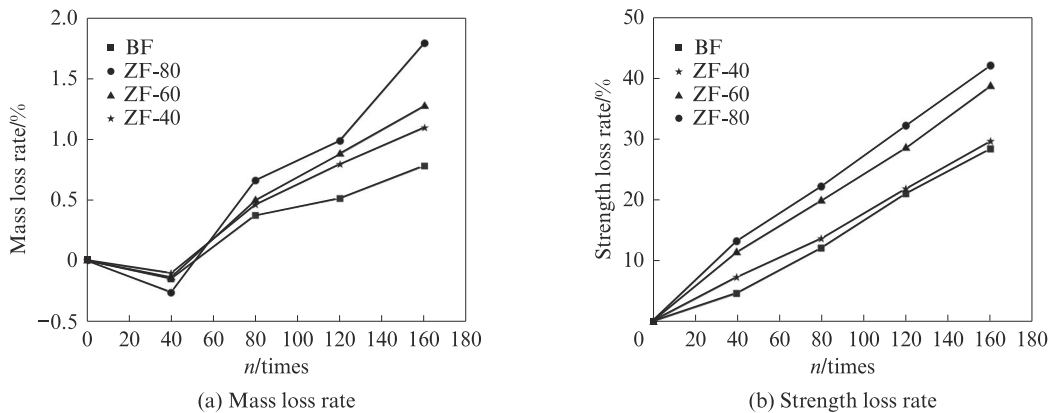 2.0
1.5
1.0
0.5
0
−0.5
Mass loss rate/%
BF
ZF-80
ZF-60
ZF-40
0 20 40 60 80 100 120 140 160 180
n/times
(a) Mass loss rate
50
40
30
20
10
Strength loss rate/%
BF
ZF-40
ZF-60
ZF-80
0 20 40 60 80 100 120 140 160 180
n/times
(b) Strength loss rate